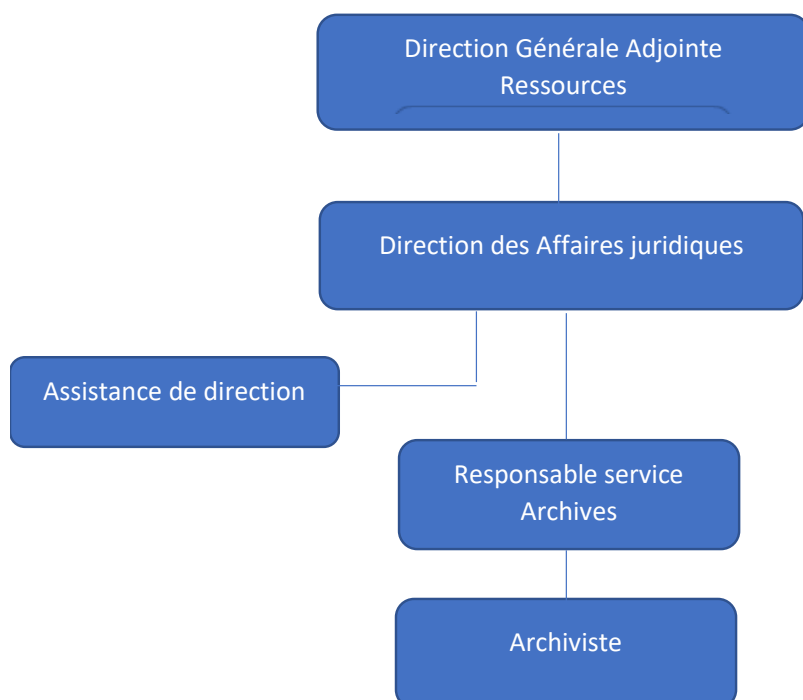 Direction Générale Adjointe
Ressources
Direction des Affaires juridiques
Assistance de direction
Responsable service
Archives
Archiviste